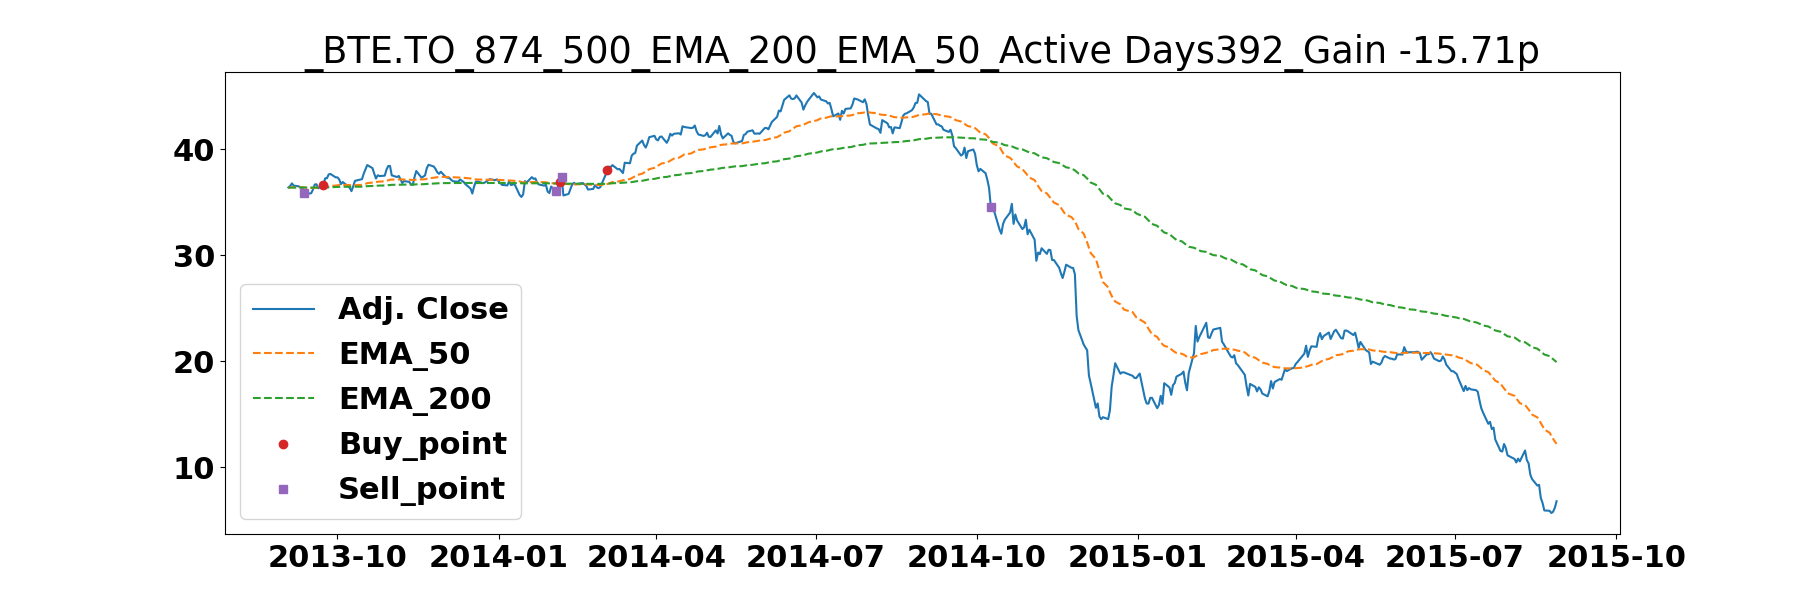 _BTE.TO_874_500_EMA_200_EMA_50_Active Days392_Gain -15.71p
40
30
20
10
Adj. Close
EMA_50
EMA_200
Buy_point
Sell_point
2013-10 2014-01 2014-04 2014-07 2014-10 2015-01 2015-04 2015-07 2015-10